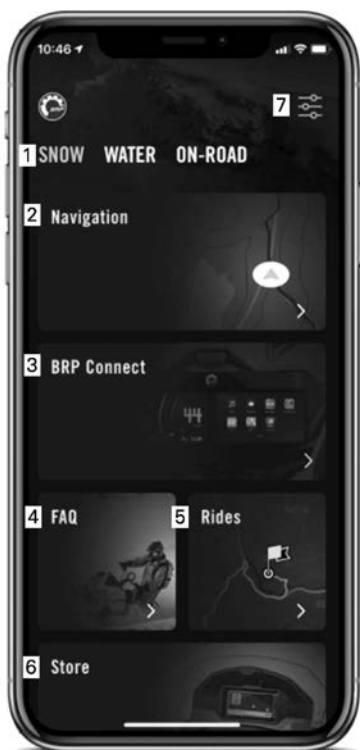 10:46
7
1 SNOW WATER ON-ROAD
2 Navigation
3 BRP Connect
44
4 FAQ
5 Rides
6 Store